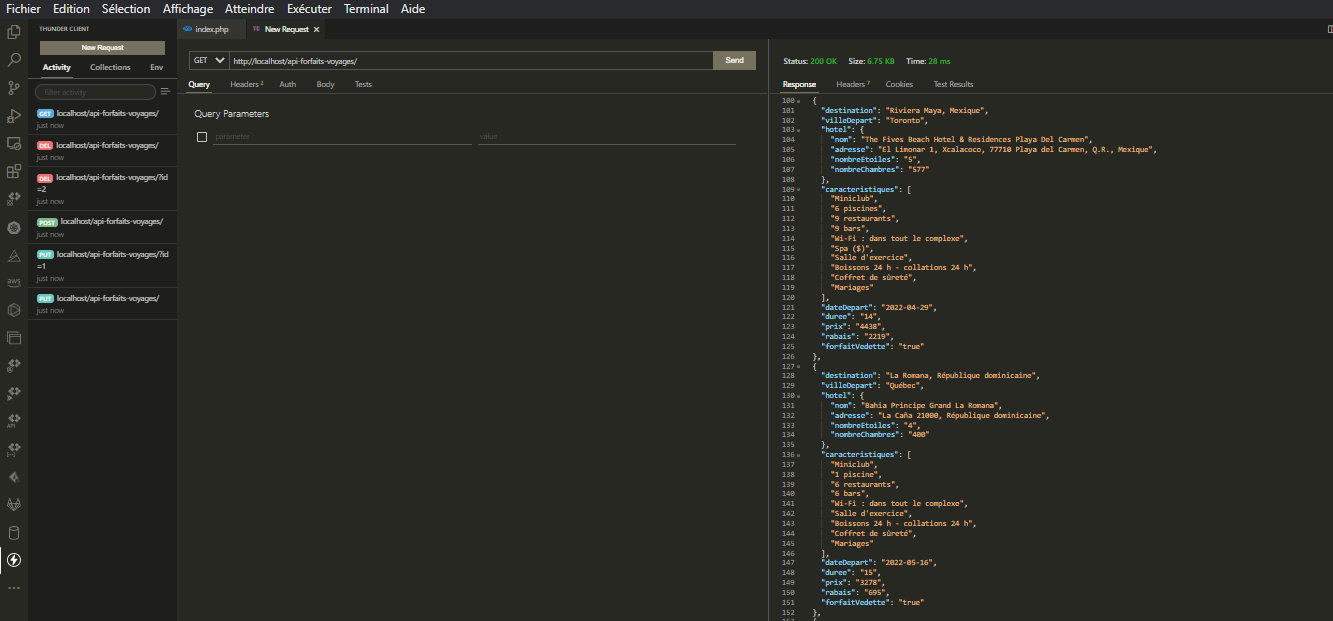 Fichier Edition Sélection Affichage Atteindre Exécuter Terminal Aide
THUNDER CLIENT
New Request
Activity Collections Env
Filter activity
GET localhost/api-forfaits-voyages/
just now
DEL localhost/api-forfaits-voyages/
just now
DEL localhost/api-forfaits-voyages/?id
=2
just now
POST localhost/api-forfaits-voyages/
just now
PUT localhost/api-forfaits-voyages/?id
=1
just now
PUT localhost/api-forfaits-voyages/
just now
API
aws
index.php
TC New Request
GET http://localhost/api-forfaits-voyages/ Send
Query Headers 2 Auth Body Tests
Query Parameters
parameter value
Status: 200 OK Size: 6.75 KB Time: 28 ms
Response Headers 7 Cookies Test Results
100 {
101 "destination": "Riviera Maya, Mexique",
102 "villeDepart": "Toronto",
103 "hotel": {
104 "nom": "The Fives Beach Hotel & Residences Playa Del Carmen",
105 "adresse": "El Limonar 1, Xcalacoco, 77710 Playa del Carmen, Q.R., Mexique",
106 "nombreEtoiles": "5",
107 "nombreChambres": "577"
108 },
109 "caracteristiques": [
110 "Miniclub",
111 "6 piscines",
112 "9 restaurants",
113 "9 bars",
114 "Wi-Fi : dans tout le complexe",
115 "Spa ($)",
116 "Salle d'exercice",
117 "Boissons 24 h - collations 24 h",
118 "Coffret de sûreté",
119 "Mariages"
120 ],
121 "dateDepart": "2022-04-29",
122 "duree": "14",
123 "prix": "4438",
124 "rabais": "2219",
125 "forfaitVedette": "true"
126 },
127 {
128 "destination": "La Romana, République dominicaine",
129 "villeDepart": "Québec",
130 "hotel": {
131 "nom": "Bahia Principe Grand La Romana",
132 "adresse": "La Caña 21000, République dominicaine",
133 "nombreEtoiles": "4",
134 "nombreChambres": "400"
135 },
136 "caracteristiques": [
137 "Miniclub",
138 "1 piscine",
139 "6 restaurants",
140 "6 bars",
141 "Wi-Fi : dans tout le complexe",
142 "Salle d'exercice",
143 "Boissons 24 h - collations 24 h",
144 "Coffret de sûreté",
145 "Mariages"
146 ],
147 "dateDepart": "2022-05-16",
148 "duree": "15",
149 "prix": "3278",
150 "rabais": "695",
151 "forfaitVedette": "true"
152 },